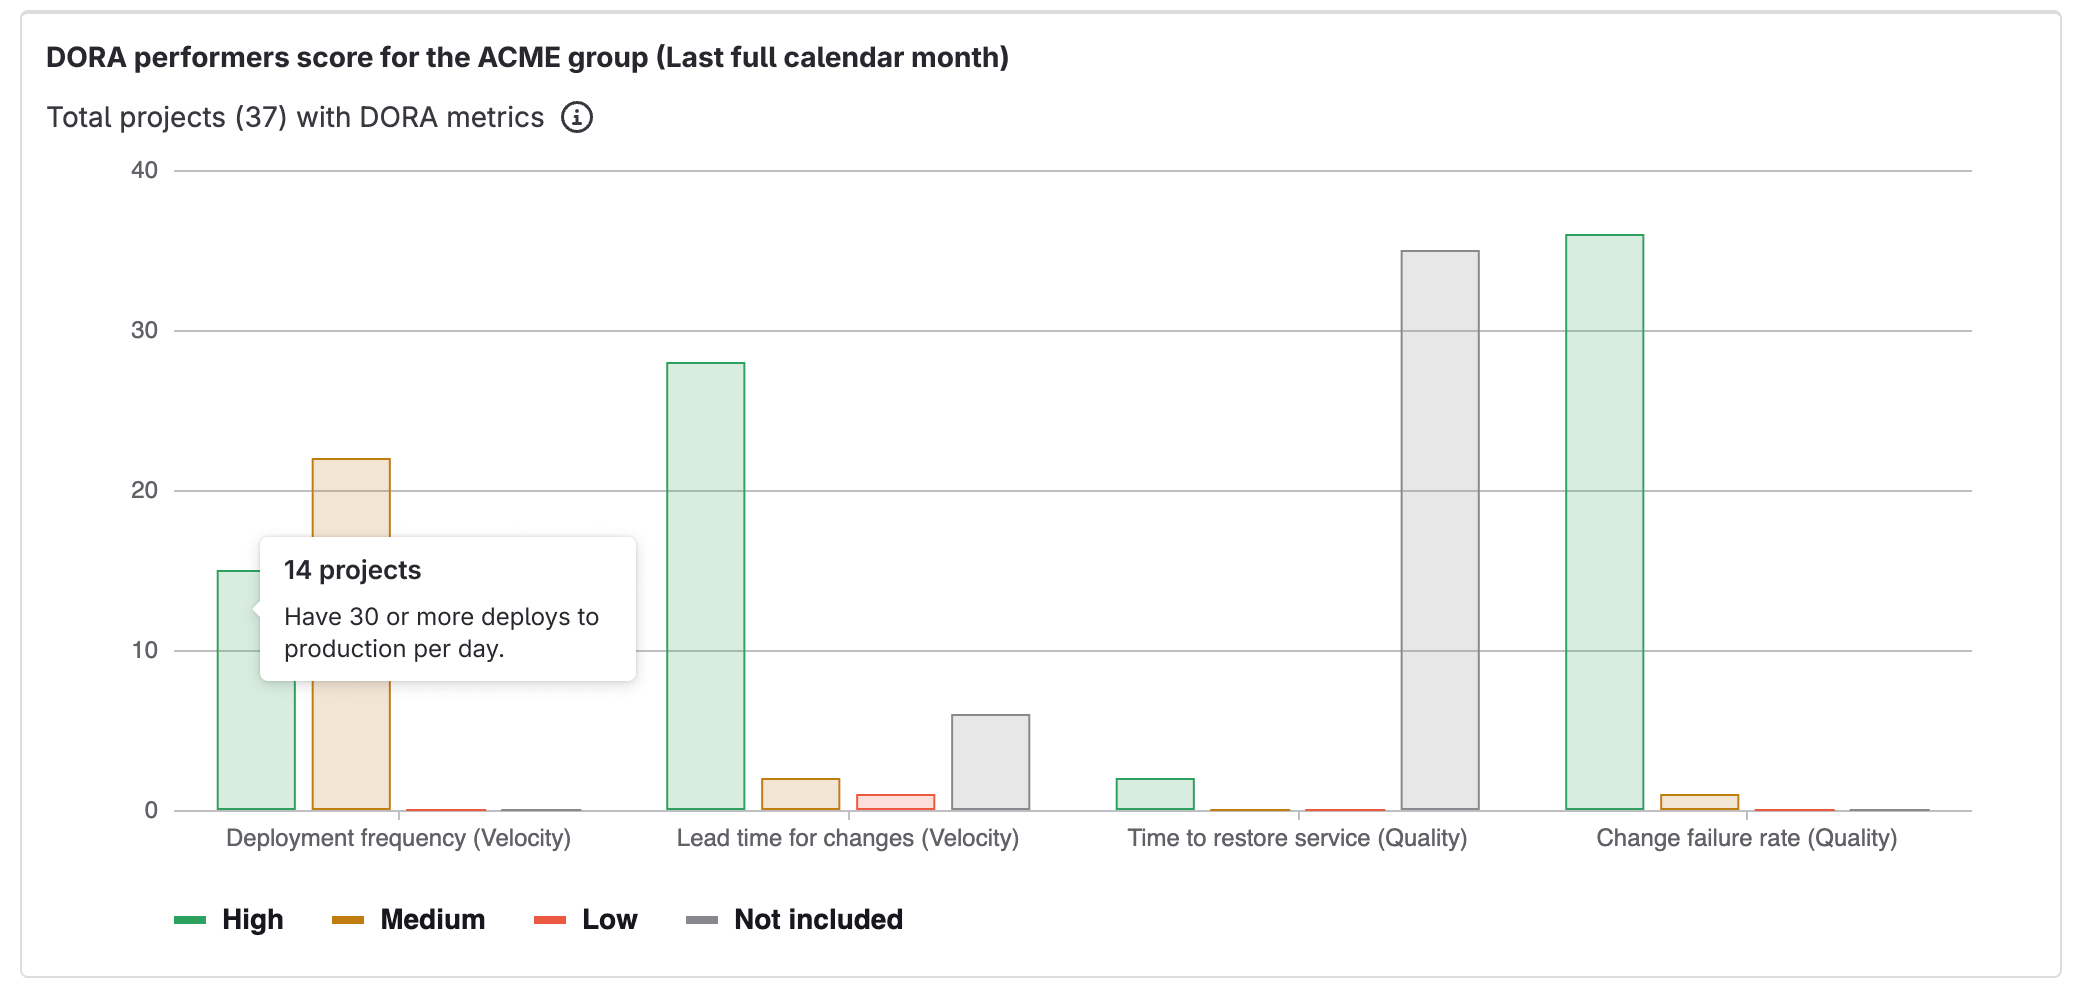 DORA performers score for the ACME group (Last full calendar month)
Total projects (37) with DORA metrics
40
30
20
10
0
14 projects
Have 30 or more deploys to
production per day.
Deployment frequency (Velocity)
Lead time for changes (Velocity)
Time to restore service (Quality)
Change failure rate (Quality)
High
Medium
Low
Not included